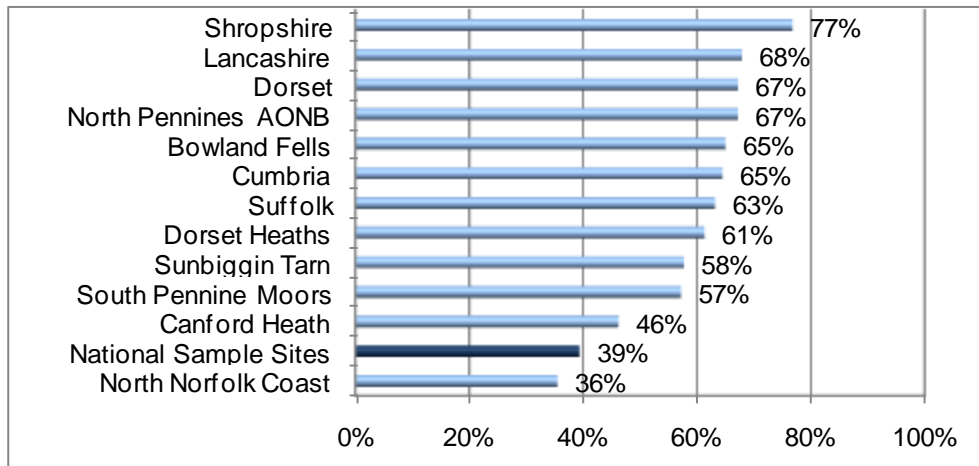 Shropshire 77%
Lancashire 68%
Dorset 67%
North Pennines AONB 67%
Bowland Fells 65%
Cumbria 65%
Suffolk 63%
Dorset Heaths 61%
Sunbiggin Tarn 58%
South Pennine Moors 57%
Canford Heath 46%
National Sample Sites 39%
North Norfolk Coast 36%
0% 20% 40% 60% 80% 100%